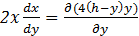 2x dx/dy = ∂(4(h−y)y)/∂y